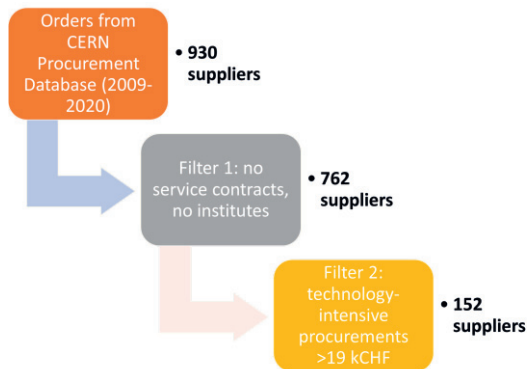 Orders from
CERN
Procurement
Database (2009-
2020)
• 930
suppliers
Filter 1: no
service contracts,
no institutes
• 762
suppliers
Filter 2:
technology-
intensive
procurements
>19 kCHF
• 152
suppliers